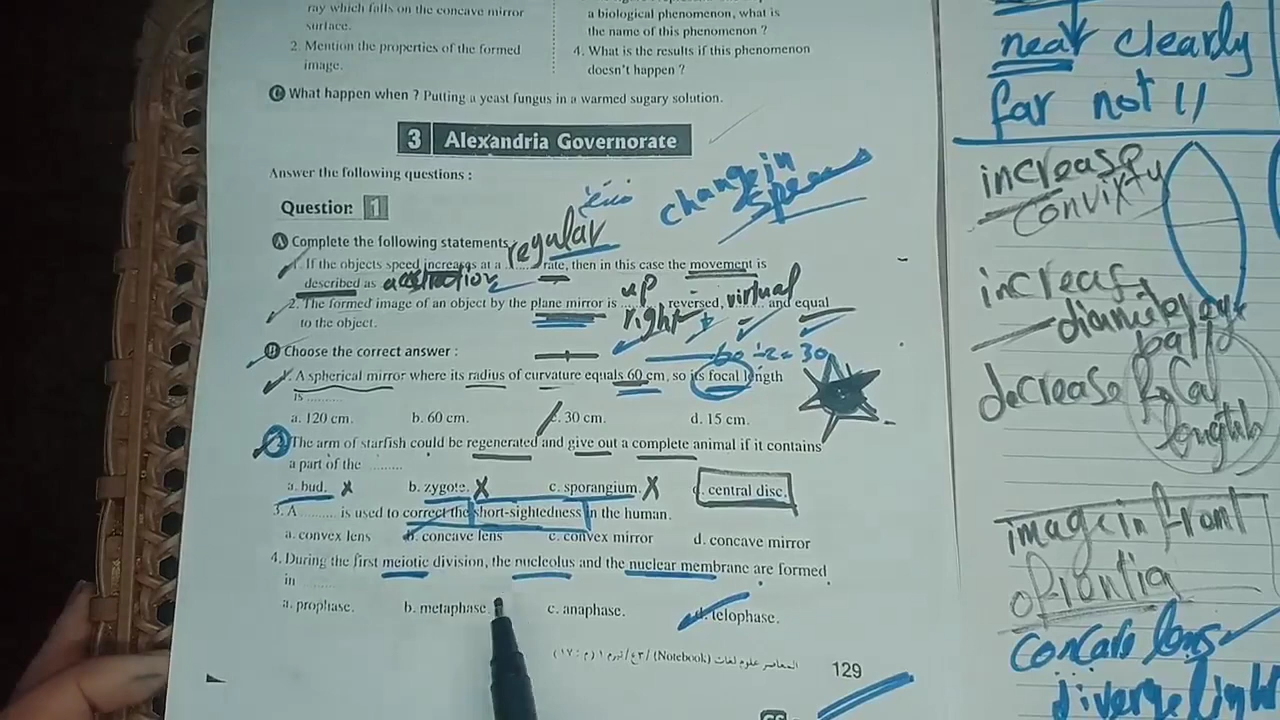 ray which falls on the concave mirror
surface.
2. Mention the properties of the formed
image.
a biological phenomenon, what is
the name of this phenomenon ?
4. What is the results if this phenomenon
doesn't happen ?
C What happen when ? Putting a yeast fungus in a warmed sugary solution.
3 Alexandria Governorate
Answer the following questions :
change in
speed
Question 1
A Complete the following statements
regular
1. If the objects speed increases at a ........ rate, then in this case the movement is
described as
up
right
virtual
2. The formed image of an object by the plane mirror is ........ reversed, ........ and equal
to the object.
B Choose the correct answer :
60 ÷ 2 = 30
1. A spherical mirror where its radius of curvature equals 60 cm, so its focal length
is .........
a. 120 cm. b. 60 cm. c. 30 cm. d. 15 cm.
2. The arm of starfish could be regenerated and give out a complete animal if it contains
a part of the ........
a. bud. x b. zygote. x c. sporangium. x d. central disc.
3. A ......... is used to correct the short-sightedness in the human.
a. convex lens b. concave lens c. convex mirror d. concave mirror
4. During the first meiotic division, the nucleolus and the nuclear membrane are formed
in ......
a. prophase. b. metaphase. c. anaphase. d. telophase.
المعاصر علوم لغات (Notebook) /٣ع/تيرم ١ (م : ١٧)
129
near clearly
far not
increase
convixty
increas
diameter
decrease focal
length
image in front
of
concave lens
diverge light